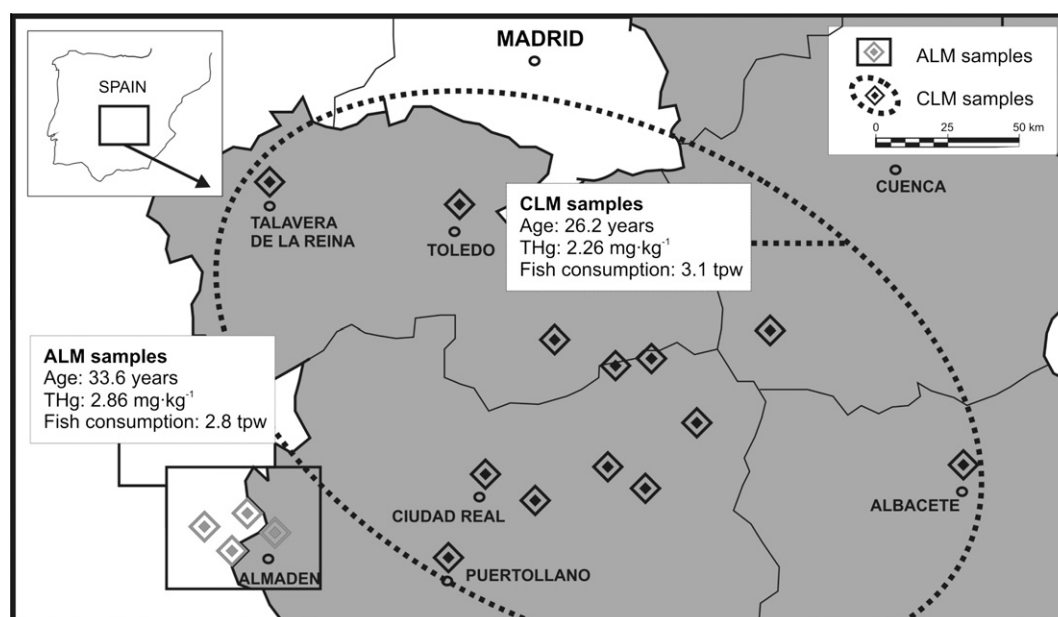 MADRID
SPAIN
ALM samples
CLM samples
0 25 50 km
CUENCA
TALAVERA
DE LA REINA
TOLEDO
CLM samples
Age: 26.2 years
THg: 2.26 mg·kg⁻¹
Fish consumption: 3.1 tpw
ALM samples
Age: 33.6 years
THg: 2.86 mg·kg⁻¹
Fish consumption: 2.8 tpw
CIUDAD REAL
ALBACETE
ALMADEN
PUERTOLLANO